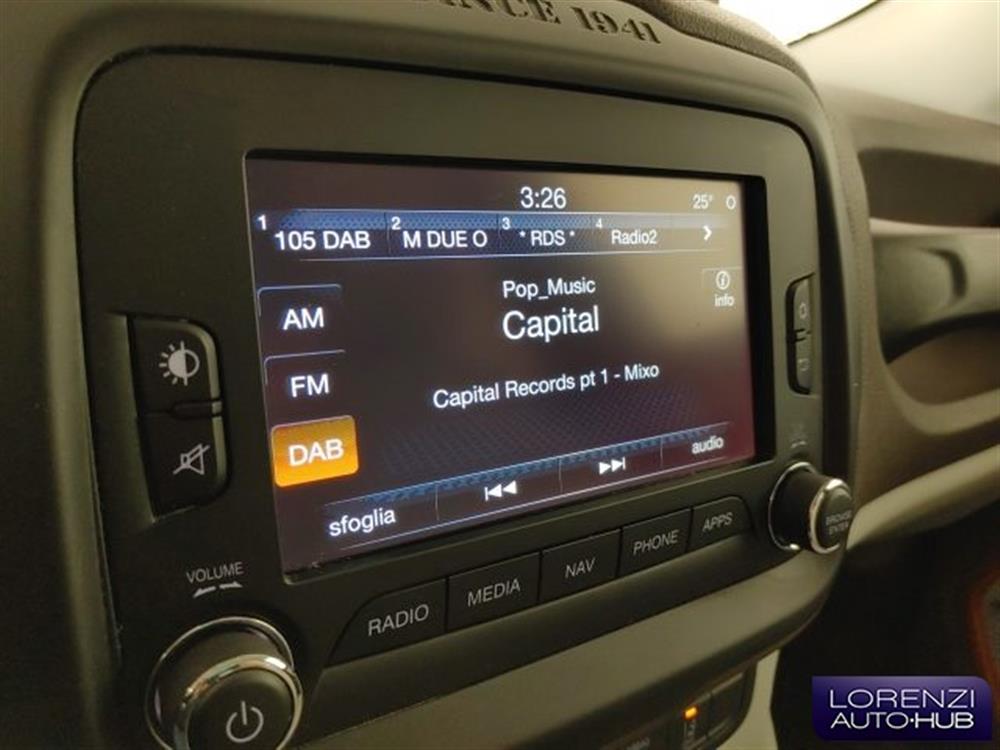 SINCE 1941
3:26
25°
1 105 DAB 2 M DUE O 3 * RDS * 4 Radio2
AM
FM
DAB
Pop_Music
Capital
Capital Records pt 1 - Mixo
info
sfoglia
audio
VOLUME
RADIO MEDIA NAV PHONE APPS
BROWSE
ENTER
LORENZI
AUTO·HUB